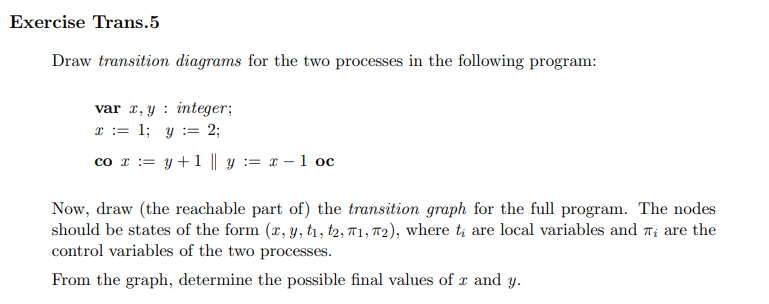 Exercise Trans.5
Draw transition diagrams for the two processes in the following program:
var x, y : integer;
x := 1; y := 2;
co x := y + 1 ∥ y := x − 1 oc
Now, draw (the reachable part of) the transition graph for the full program. The nodes
should be states of the form (x, y, t₁, t₂, π₁, π₂), where tᵢ are local variables and πᵢ are the
control variables of the two processes.
From the graph, determine the possible final values of x and y.